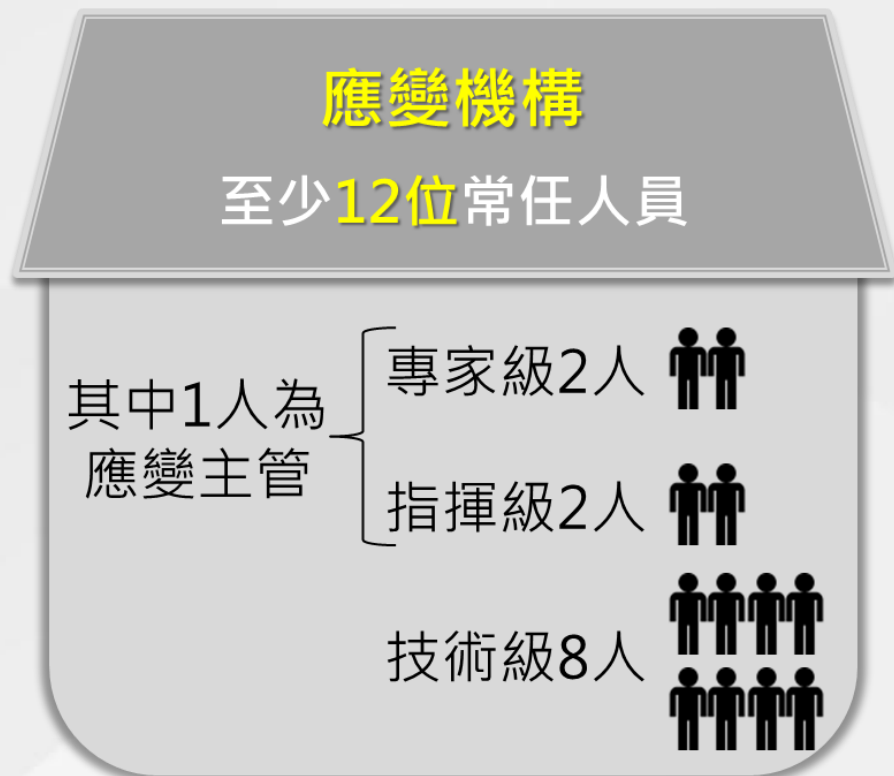 應變機構
至少12位常任人員
其中1人為
應變主管
專家級2人
指揮級2人
技術級8人